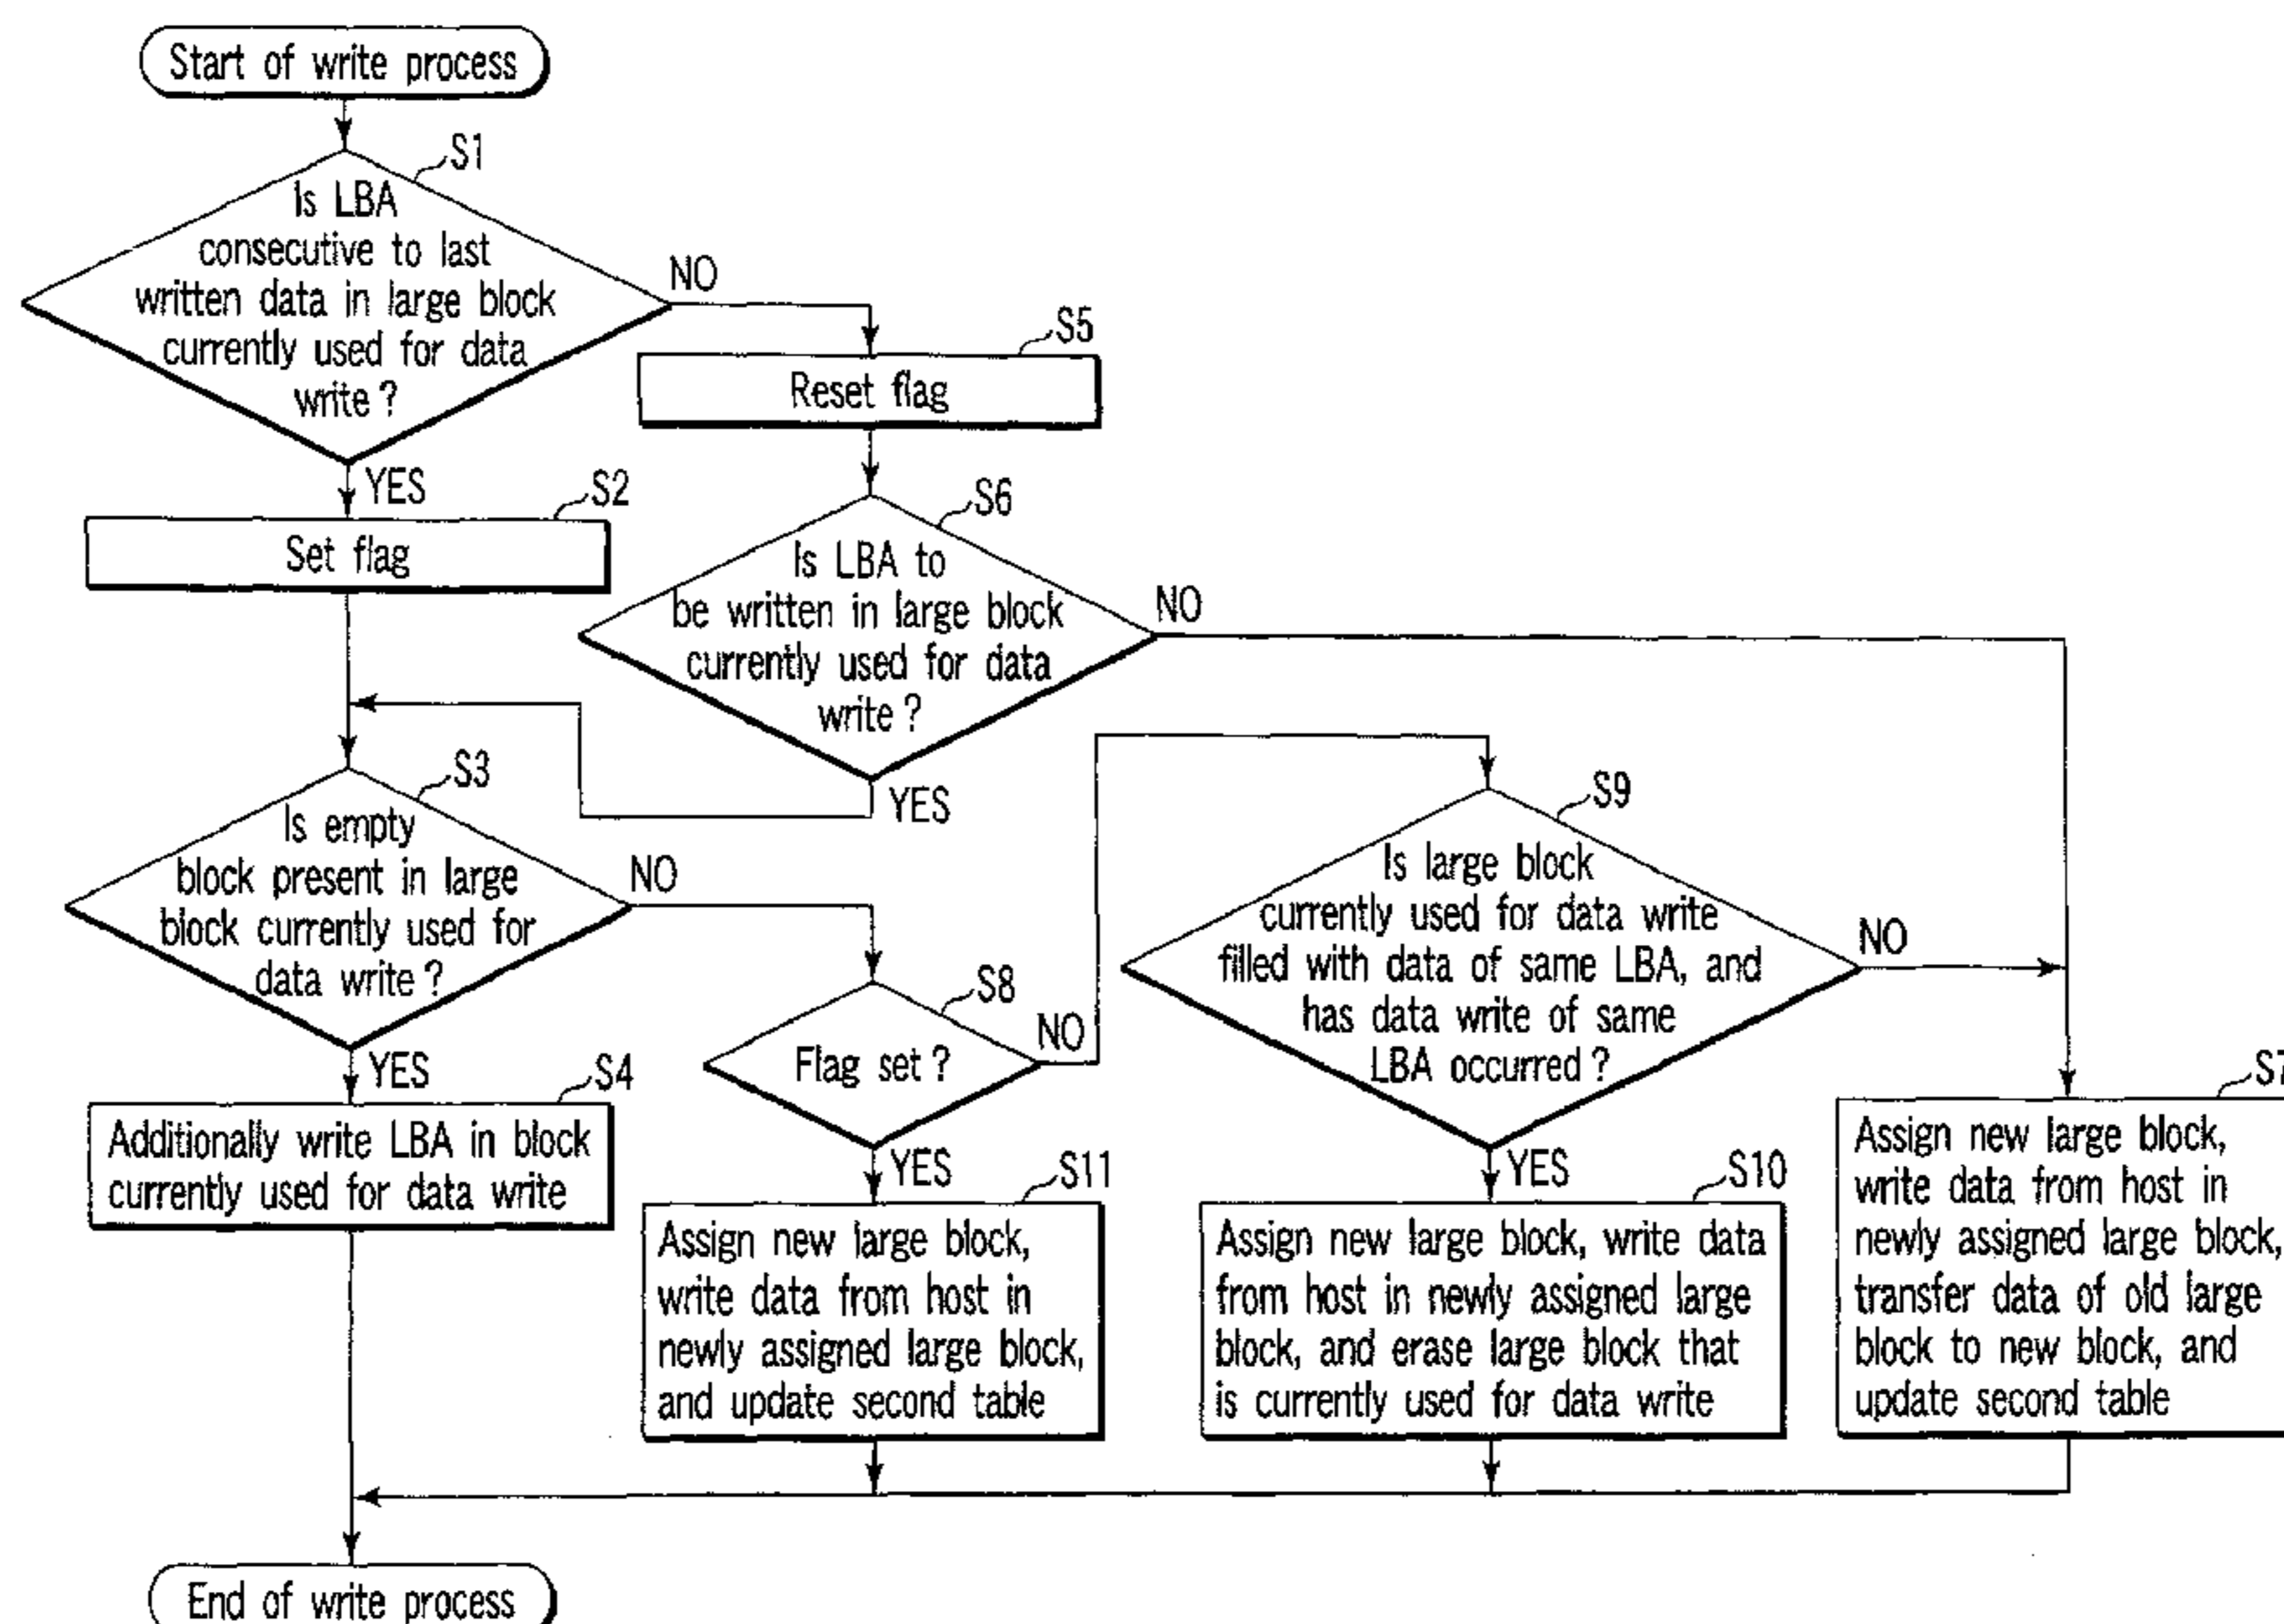 Start of write process
S1
Is LBA
consecutive to last
written data in large block
currently used for data
write ?
NO
YES
S5
Reset flag
S2
Set flag
S6
Is LBA to
be written in large block
currently used for data
write ?
NO
YES
S3
Is empty
block present in large
block currently used for
data write ?
NO
YES
S9
Is large block
currently used for data write
filled with data of same LBA, and
has data write of same
LBA occurred ?
NO
YES
S8
Flag set ?
NO
YES
S4
Additionally write LBA in block
currently used for data write
S11
Assign new large block,
write data from host in
newly assigned large block,
and update second table
S10
Assign new large block, write data
from host in newly assigned large
block, and erase large block that
is currently used for data write
S7
Assign new large block,
write data from host in
newly assigned large block,
transfer data of old large
block to new block, and
update second table
End of write process